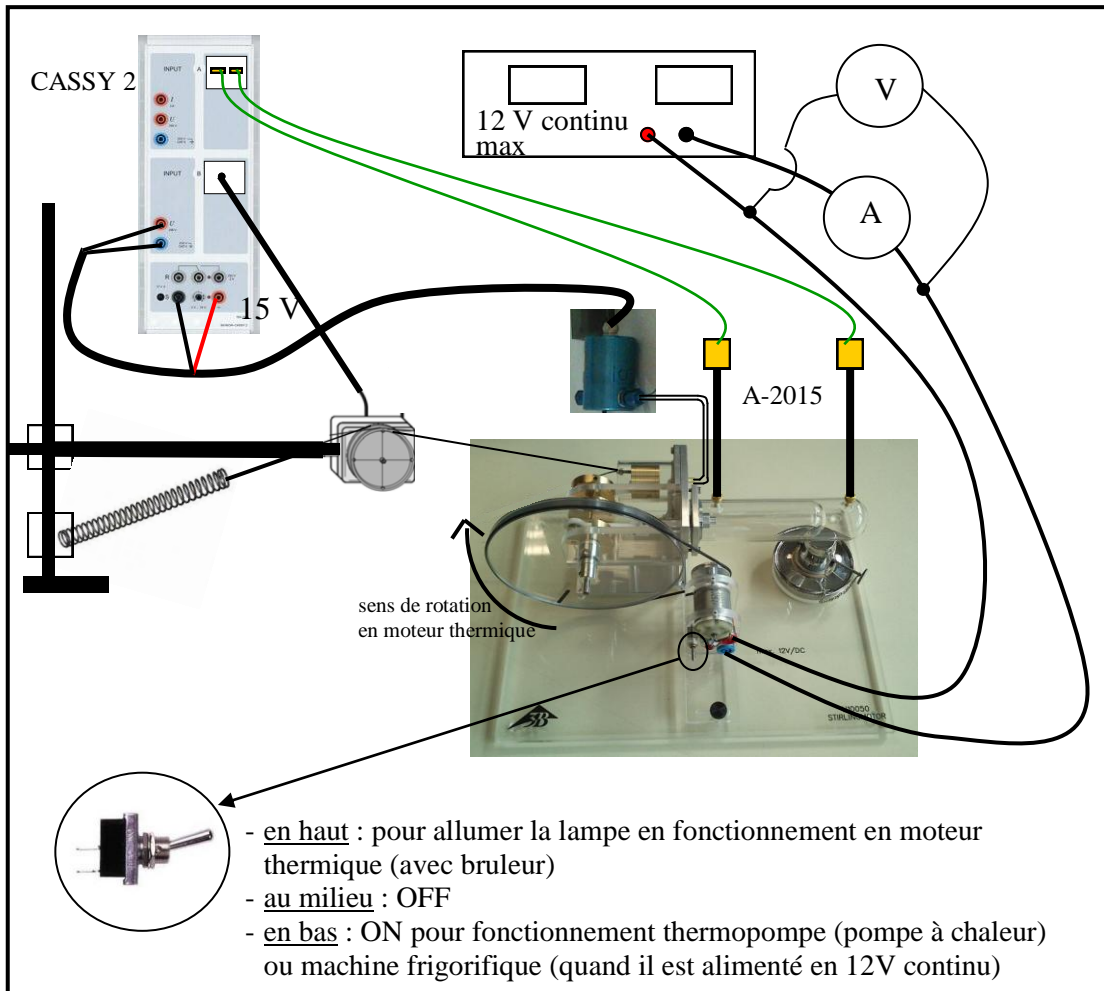 CASSY 2
INPUT A
I
U
INPUT B
U
R
15 V
12 V continu
max
V
A
A-2015
sens de rotation
en moteur thermique
max. 12V/DC
3B
STIRLINGMOTOR
- en haut : pour allumer la lampe en fonctionnement en moteur
thermique (avec bruleur)
- au milieu : OFF
- en bas : ON pour fonctionnement thermopompe (pompe à chaleur)
ou machine frigorifique (quand il est alimenté en 12V continu)